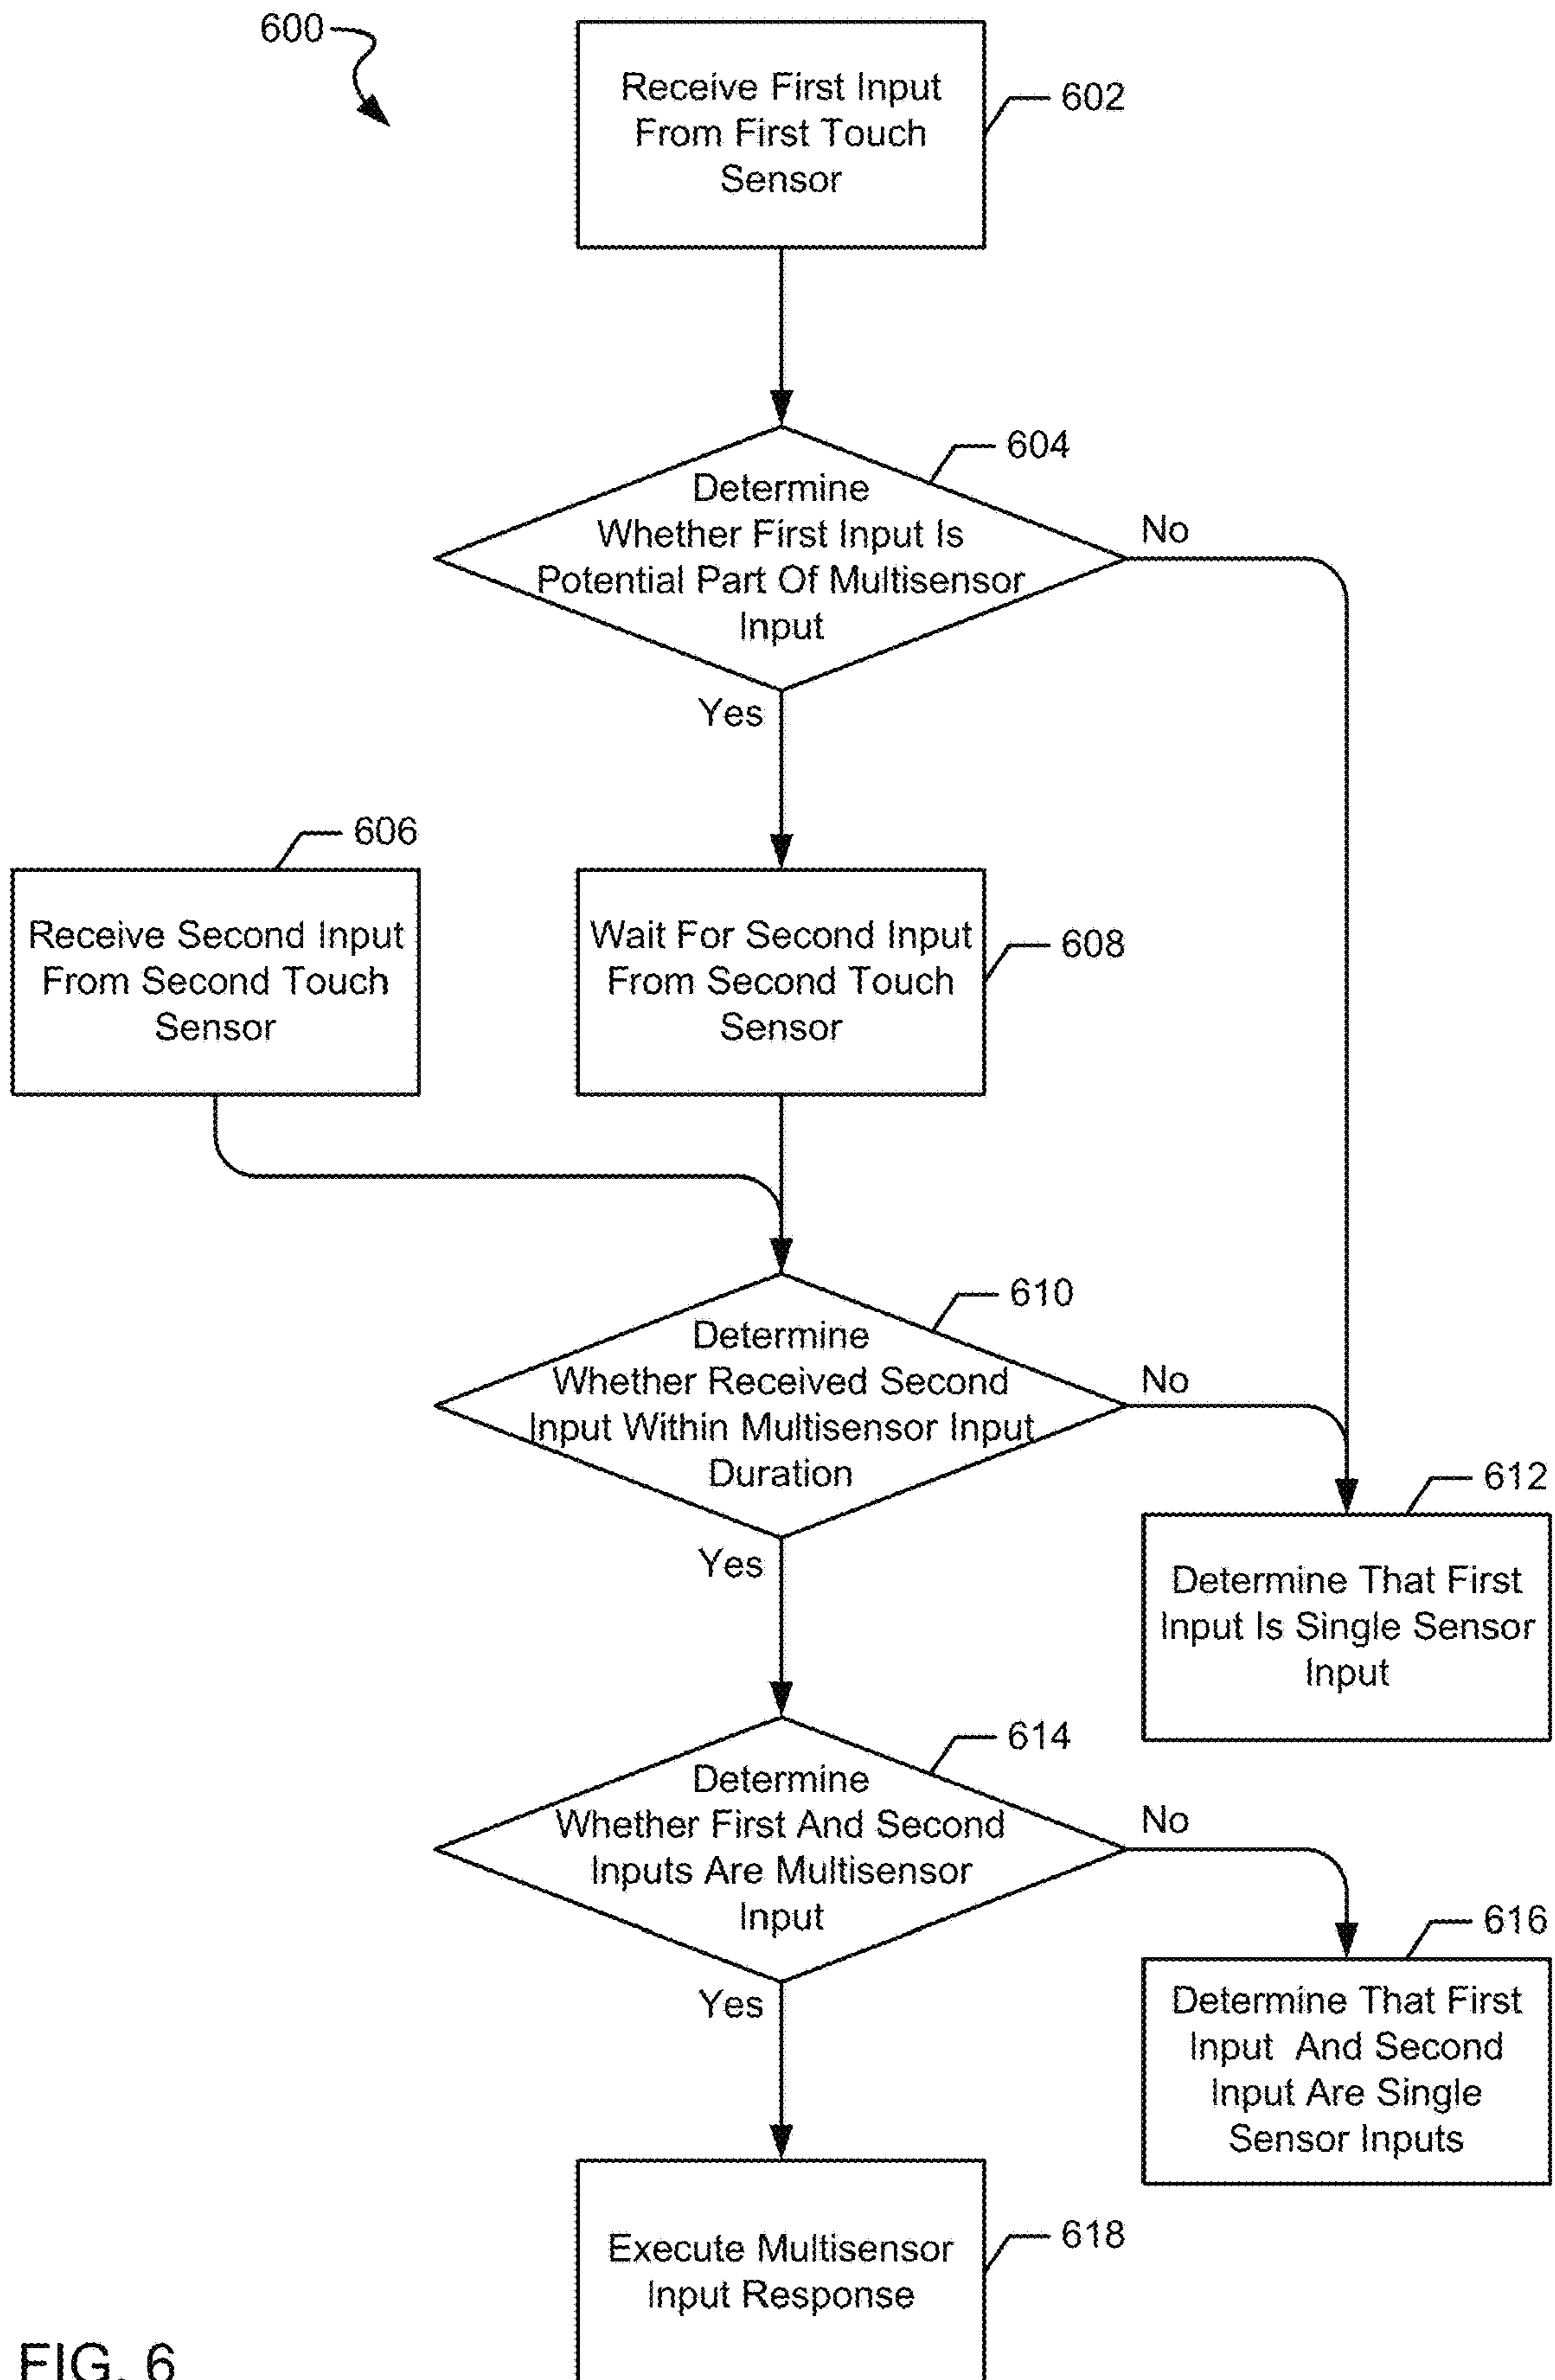 600
Receive First Input
From First Touch
Sensor
602
604
Determine
Whether First Input Is
Potential Part Of Multisensor
Input
No
Yes
606
Receive Second Input
From Second Touch
Sensor
Wait For Second Input
From Second Touch
Sensor
608
610
Determine
Whether Received Second
Input Within Multisensor Input
Duration
No
Yes
612
Determine That First
Input Is Single Sensor
Input
614
Determine
Whether First And Second
Inputs Are Multisensor
Input
No
Yes
616
Determine That First
Input And Second
Input Are Single
Sensor Inputs
Execute Multisensor
Input Response
618
FIG. 6